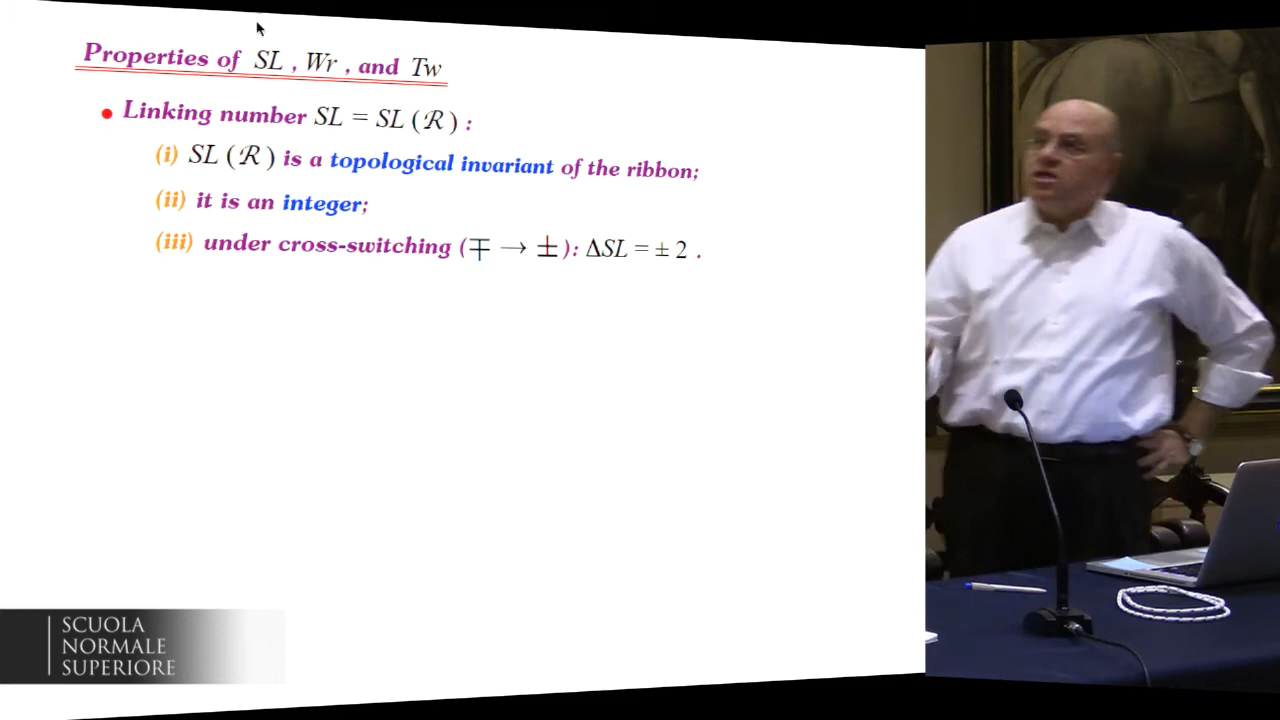 Properties of SL , Wr , and Tw
• Linking number SL = SL (ℛ) :
(i) SL (ℛ) is a topological invariant of the ribbon;
(ii) it is an integer;
(iii) under cross-switching (∓ → ±): ΔSL = ± 2 .
SCUOLA
NORMALE
SUPERIORE